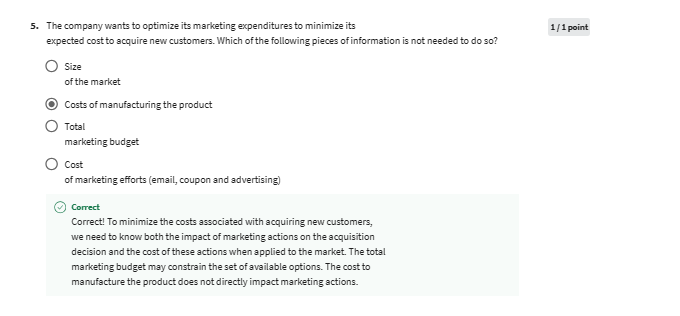 5. The company wants to optimize its marketing expenditures to minimize its
1 / 1 point
expected cost to acquire new customers. Which of the following pieces of information is not needed to do so?
Size
of the market
Costs of manufacturing the product
Total
marketing budget
Cost
of marketing efforts (email, coupon and advertising)
Correct
Correct! To minimize the costs associated with acquiring new customers,
we need to know both the impact of marketing actions on the acquisition
decision and the cost of these actions when applied to the market. The total
marketing budget may constrain the set of available options. The cost to
manufacture the product does not directly impact marketing actions.